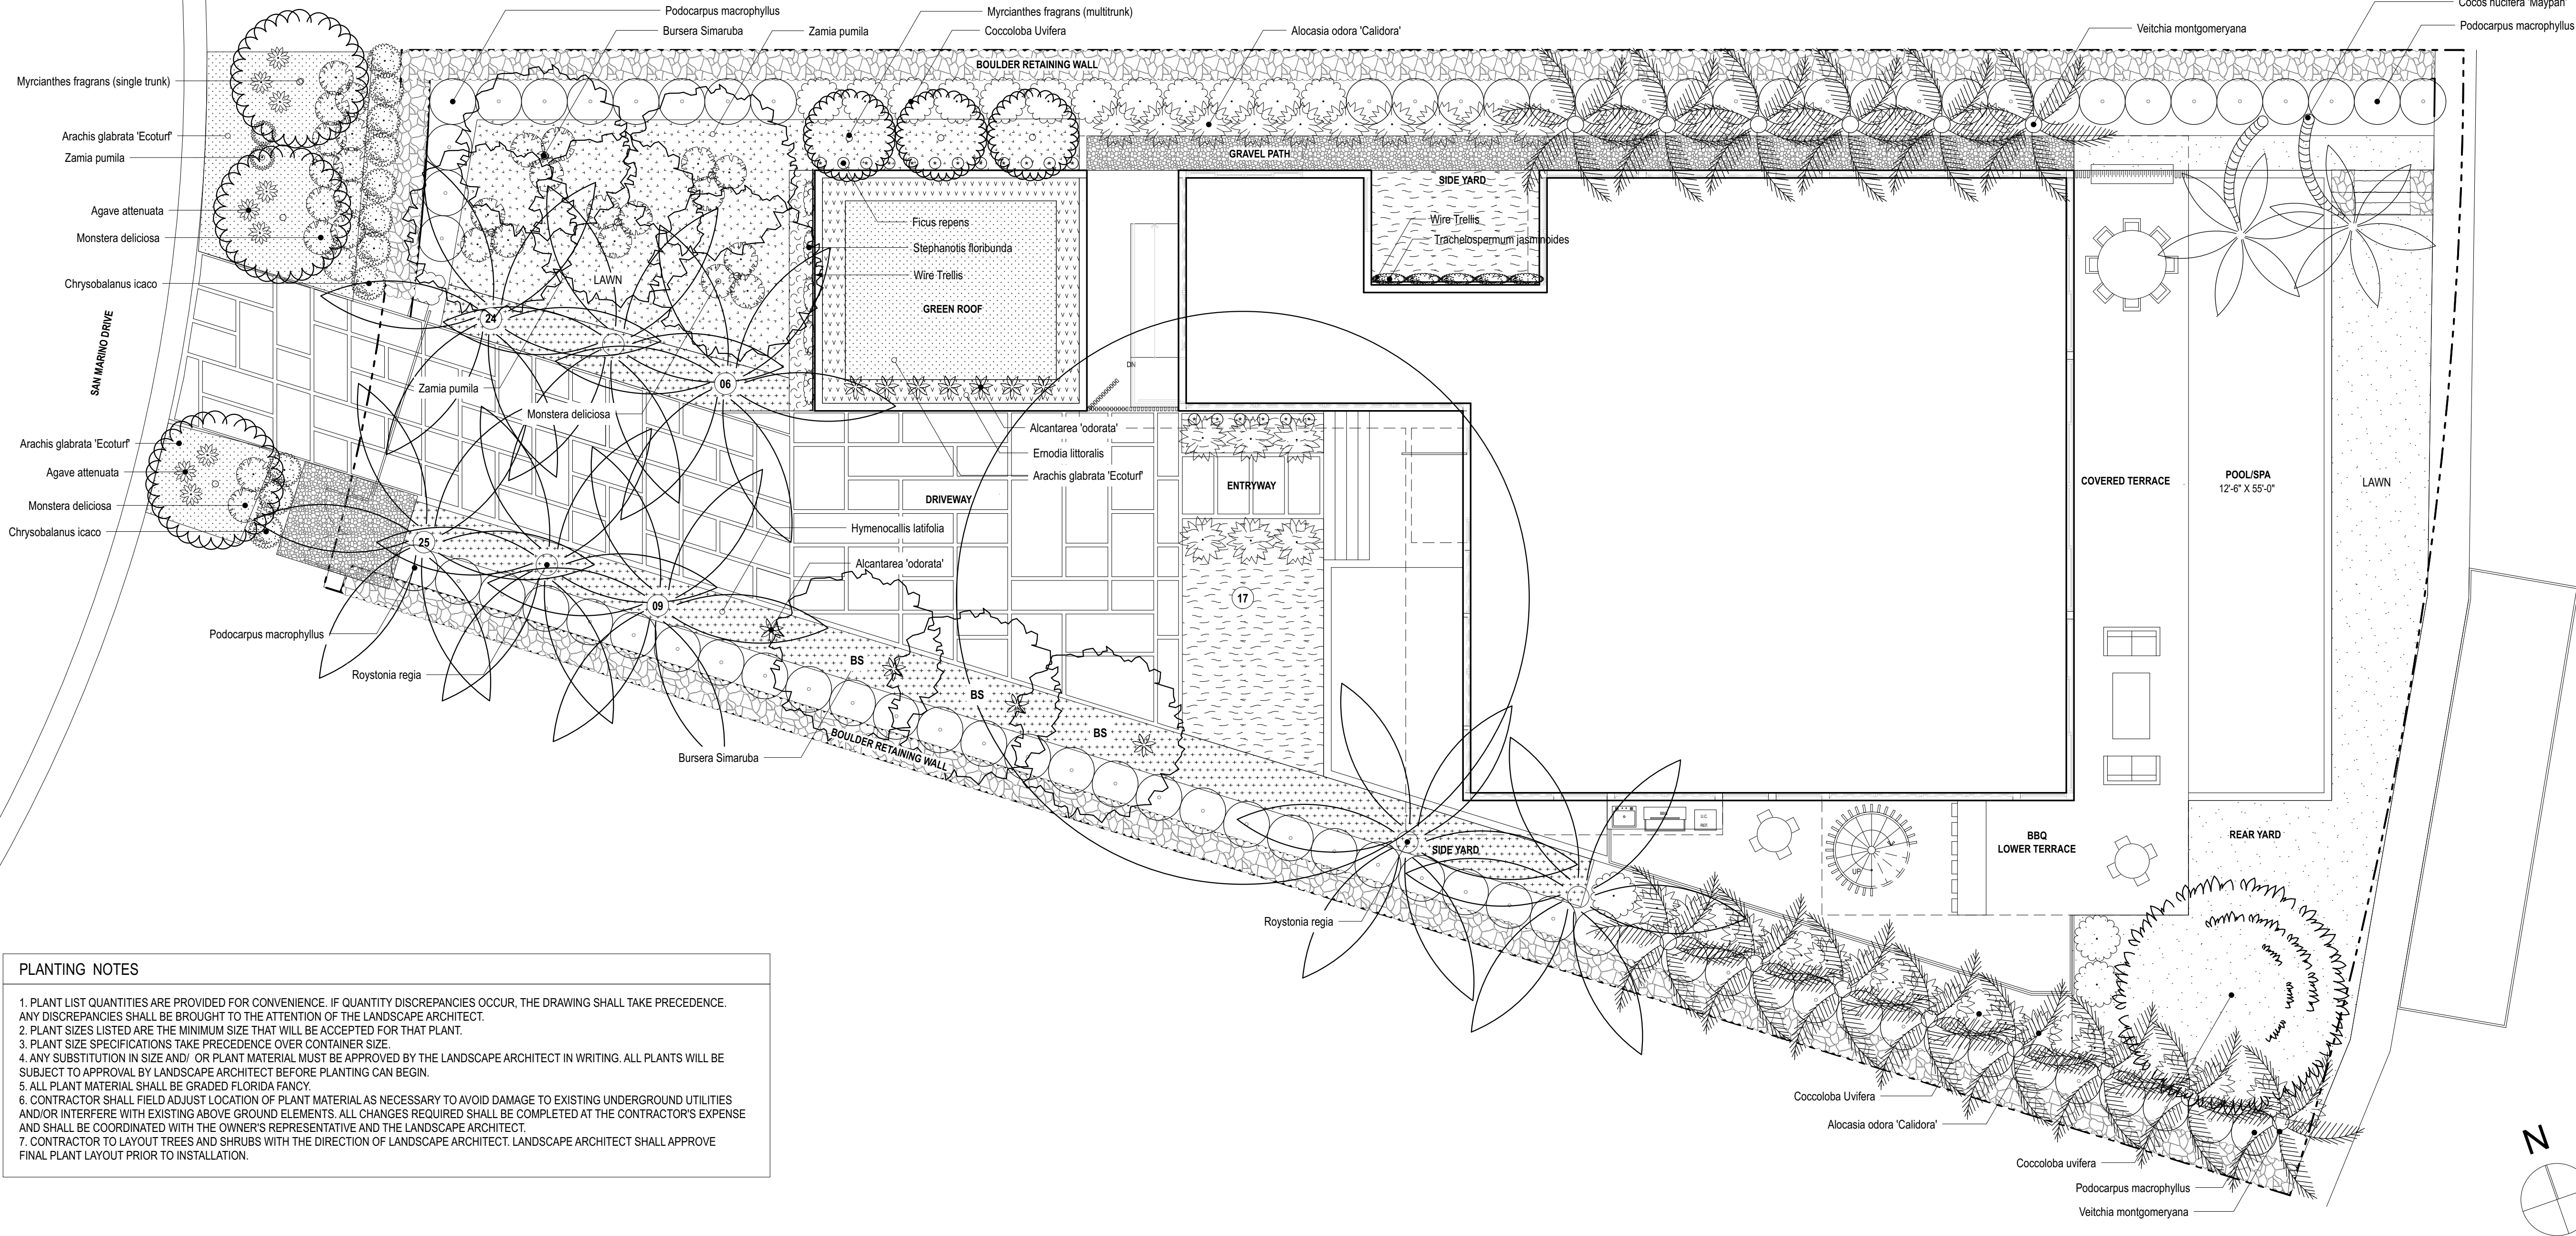 Cocos nucifera 'Maypan'
Podocarpus macrophyllus
Myrcianthes fragrans (multitrunk)
Podocarpus macrophyllus
Veitchia montgomeryana
Bursera Simaruba
Zamia pumila
Coccoloba Uvifera
Alocasia odora 'Calidora'
BOULDER RETAINING WALL
Myrcianthes fragrans (single trunk)
Arachis glabrata 'Ecoturf'
Zamia pumila
GRAVEL PATH
SIDE YARD
Agave attenuata
Monstera deliciosa
Ficus repens
Wire Trellis
Trachelospermum jasminoides
Stephanotis floribunda
Wire Trellis
Chrysobalanus icaco
LAWN
GREEN ROOF
SAN MARINO DRIVE
24
06
DN
Zamia pumila
Monstera deliciosa
Alcantarea 'odorata'
Ernodia littoralis
Arachis glabrata 'Ecoturf'
Arachis glabrata 'Ecoturf'
Agave attenuata
Monstera deliciosa
Chrysobalanus icaco
DRIVEWAY
ENTRYWAY
COVERED TERRACE
POOL/SPA
12'-6" X 55'-0"
LAWN
Hymenocallis latifolia
Alcantarea 'odorata'
25
09
17
Podocarpus macrophyllus
Roystonia regia
BS
BS
BS
BOULDER RETAINING WALL
Bursera Simaruba
SIDE YARD
UP
BBQ
LOWER TERRACE
REAR YARD
Roystonia regia
Coccoloba Uvifera
Alocasia odora 'Calidora'
Coccoloba uvifera
Podocarpus macrophyllus
Veitchia montgomeryana
N
PLANTING NOTES
1. PLANT LIST QUANTITIES ARE PROVIDED FOR CONVENIENCE. IF QUANTITY DISCREPANCIES OCCUR, THE DRAWING SHALL TAKE PRECEDENCE.
ANY DISCREPANCIES SHALL BE BROUGHT TO THE ATTENTION OF THE LANDSCAPE ARCHITECT.
2. PLANT SIZES LISTED ARE THE MINIMUM SIZE THAT WILL BE ACCEPTED FOR THAT PLANT.
3. PLANT SIZE SPECIFICATIONS TAKE PRECEDENCE OVER CONTAINER SIZE.
4. ANY SUBSTITUTION IN SIZE AND/ OR PLANT MATERIAL MUST BE APPROVED BY THE LANDSCAPE ARCHITECT IN WRITING. ALL PLANTS WILL BE
SUBJECT TO APPROVAL BY LANDSCAPE ARCHITECT BEFORE PLANTING CAN BEGIN.
5. ALL PLANT MATERIAL SHALL BE GRADED FLORIDA FANCY.
6. CONTRACTOR SHALL FIELD ADJUST LOCATION OF PLANT MATERIAL AS NECESSARY TO AVOID DAMAGE TO EXISTING UNDERGROUND UTILITIES
AND/OR INTERFERE WITH EXISTING ABOVE GROUND ELEMENTS. ALL CHANGES REQUIRED SHALL BE COMPLETED AT THE CONTRACTOR'S EXPENSE
AND SHALL BE COORDINATED WITH THE OWNER'S REPRESENTATIVE AND THE LANDSCAPE ARCHITECT.
7. CONTRACTOR TO LAYOUT TREES AND SHRUBS WITH THE DIRECTION OF LANDSCAPE ARCHITECT. LANDSCAPE ARCHITECT SHALL APPROVE
FINAL PLANT LAYOUT PRIOR TO INSTALLATION.